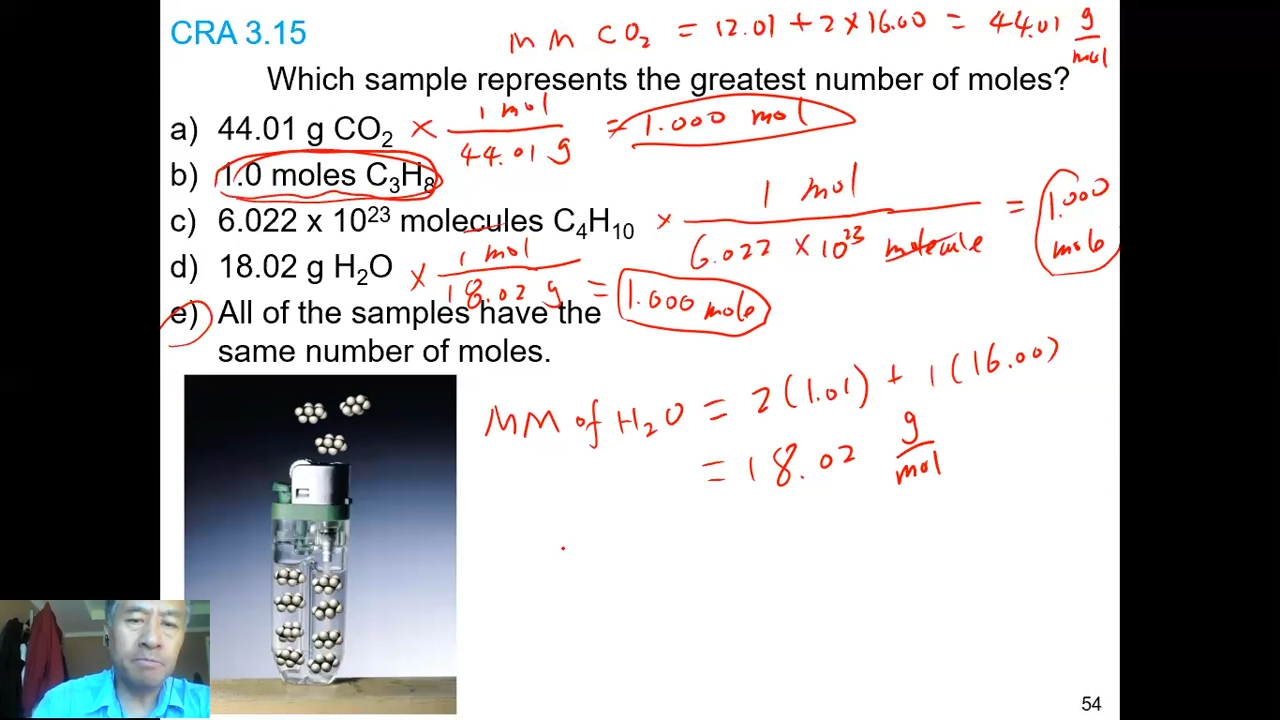 CRA 3.15
MM CO₂ = 12.01 + 2 × 16.00 = 44.01 g/mol
Which sample represents the greatest number of moles?
a) 44.01 g CO₂ × 1 mol / 44.01 g = 1.000 mol
b) 1.0 moles C₃H₈
c) 6.022 x 10²³ molecules C₄H₁₀ × 1 mol / 6.022 × 10²³ molecule = 1.000 mole
d) 18.02 g H₂O × 1 mol / 18.02 g = 1.000 mole
e) All of the samples have the
same number of moles.
MM of H₂O = 2(1.01) + 1(16.00)
= 18.02 g/mol
54